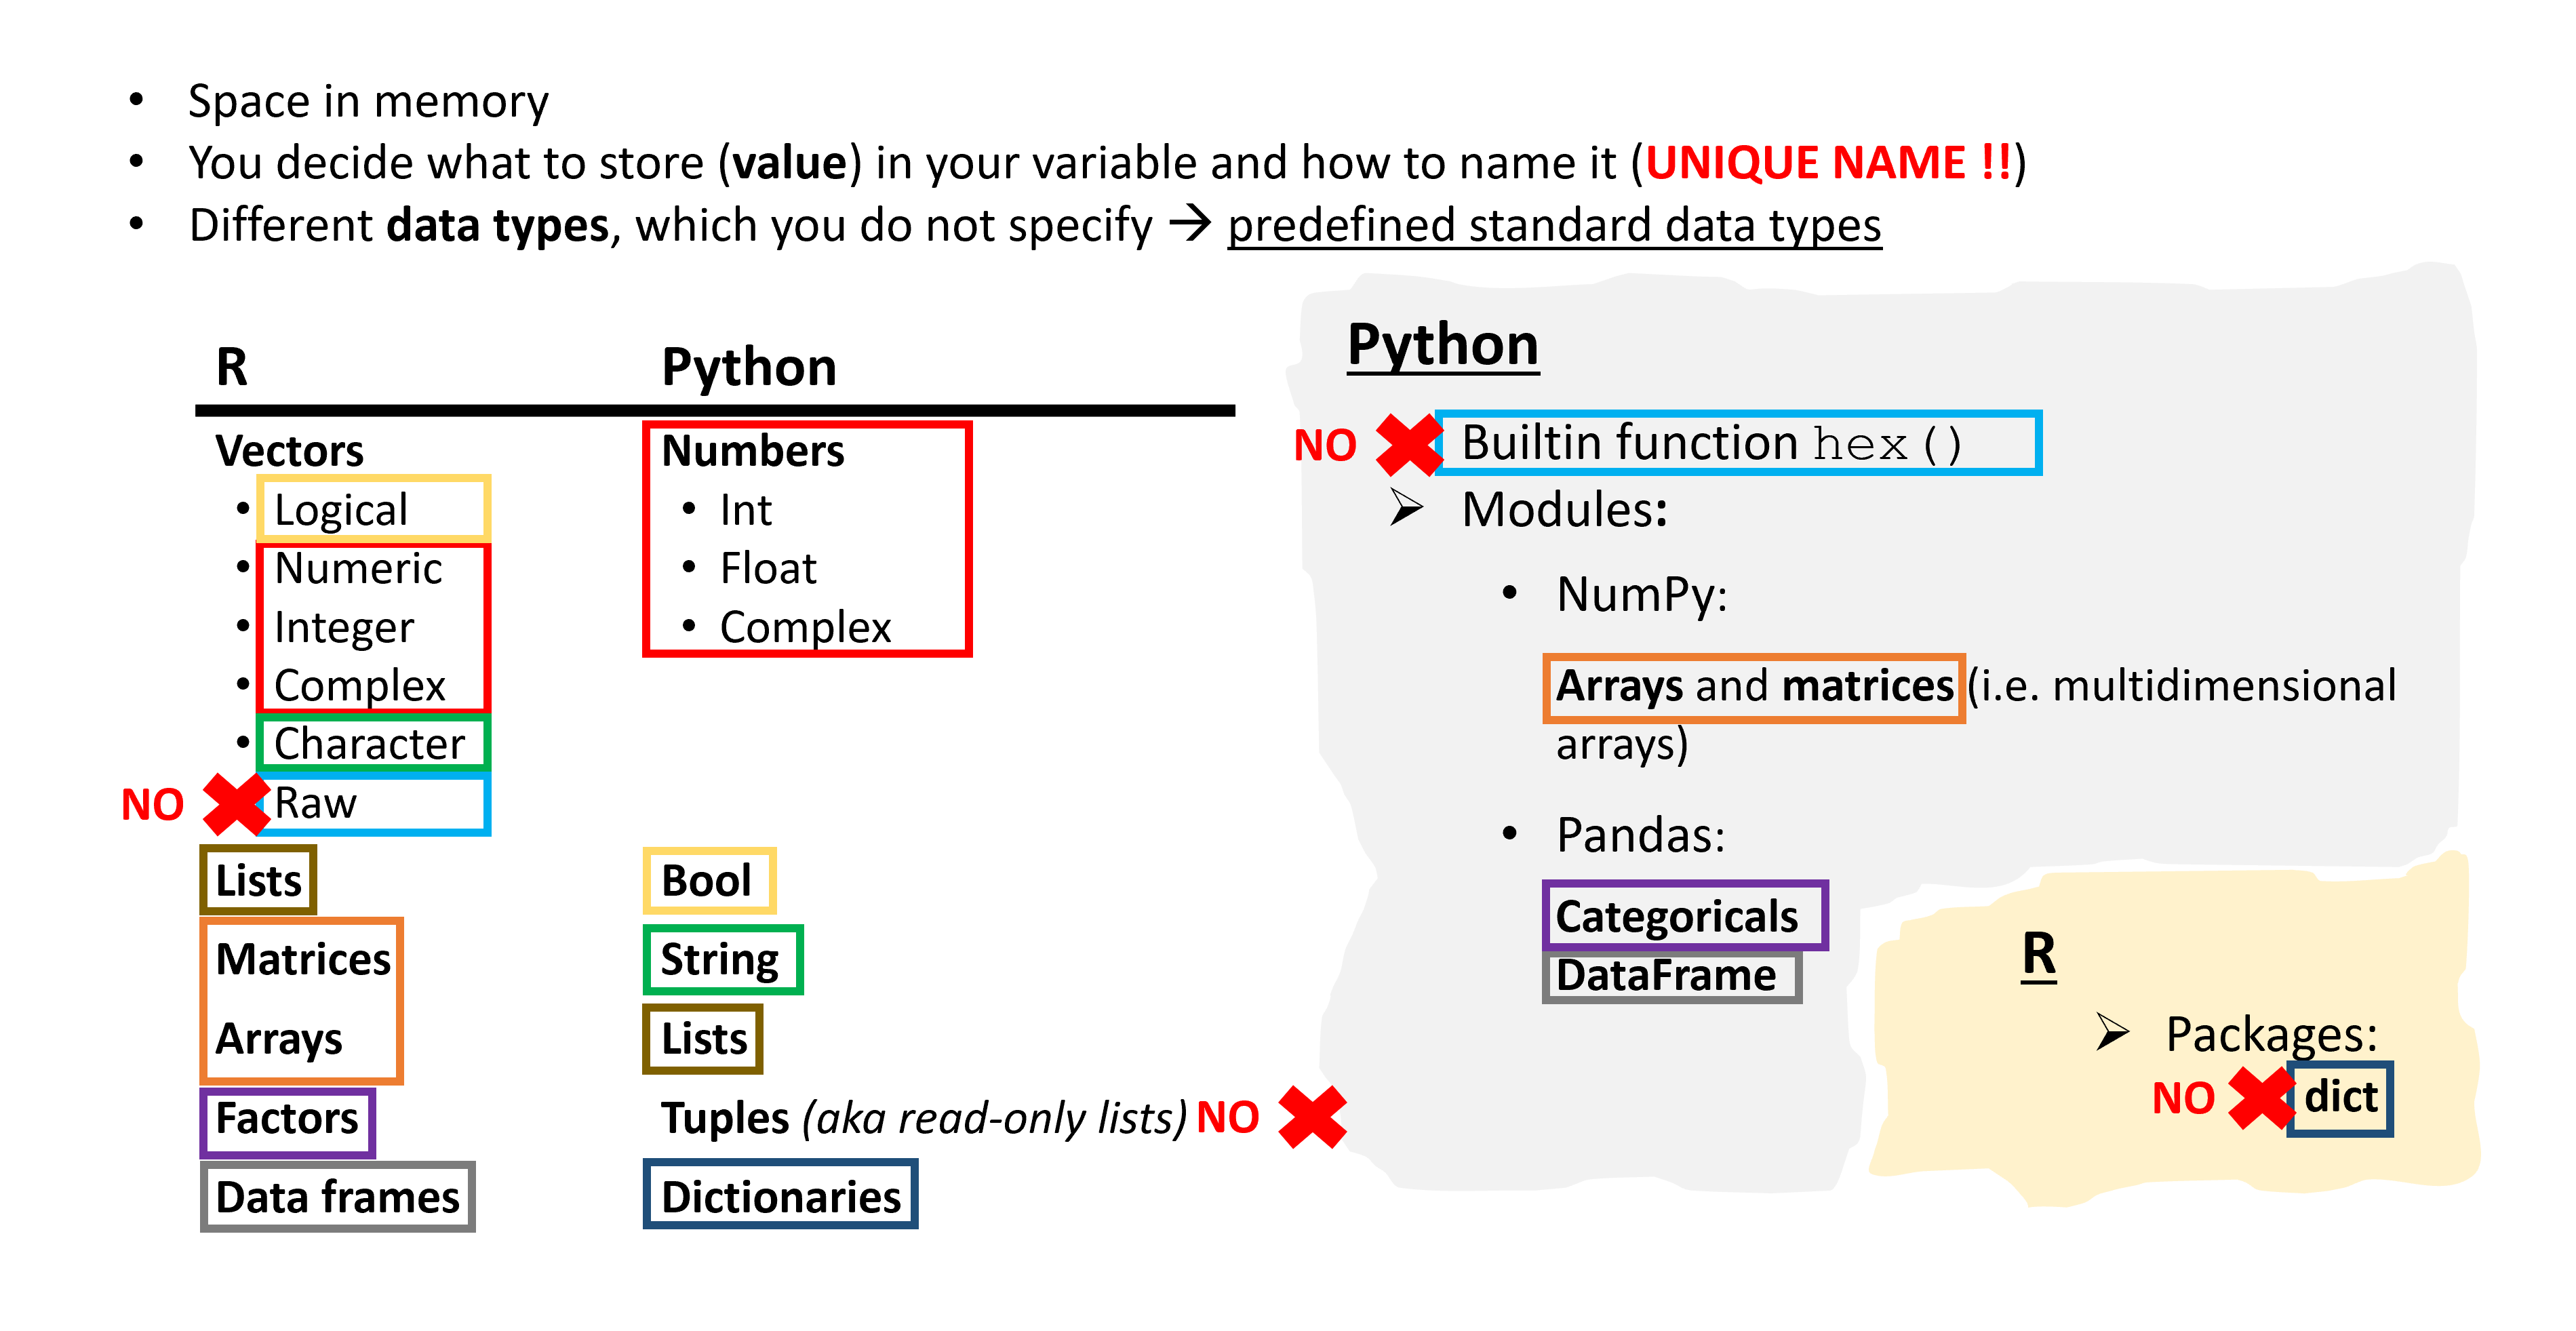 • Space in memory
• You decide what to store (value) in your variable and how to name it (UNIQUE NAME !!)
• Different data types, which you do not specify → predefined standard data types
R
Python
Vectors
• Logical
• Numeric
• Integer
• Complex
• Character
NO Raw
Lists
Matrices
Arrays
Factors
Data frames
Numbers
• Int
• Float
• Complex
Bool
String
Lists
Tuples (aka read-only lists) NO
Dictionaries
Python
NO Builtin function hex()
➢ Modules:
• NumPy:
Arrays and matrices (i.e. multidimensional
arrays)
• Pandas:
Categoricals
DataFrame
R
➢ Packages:
NO dict